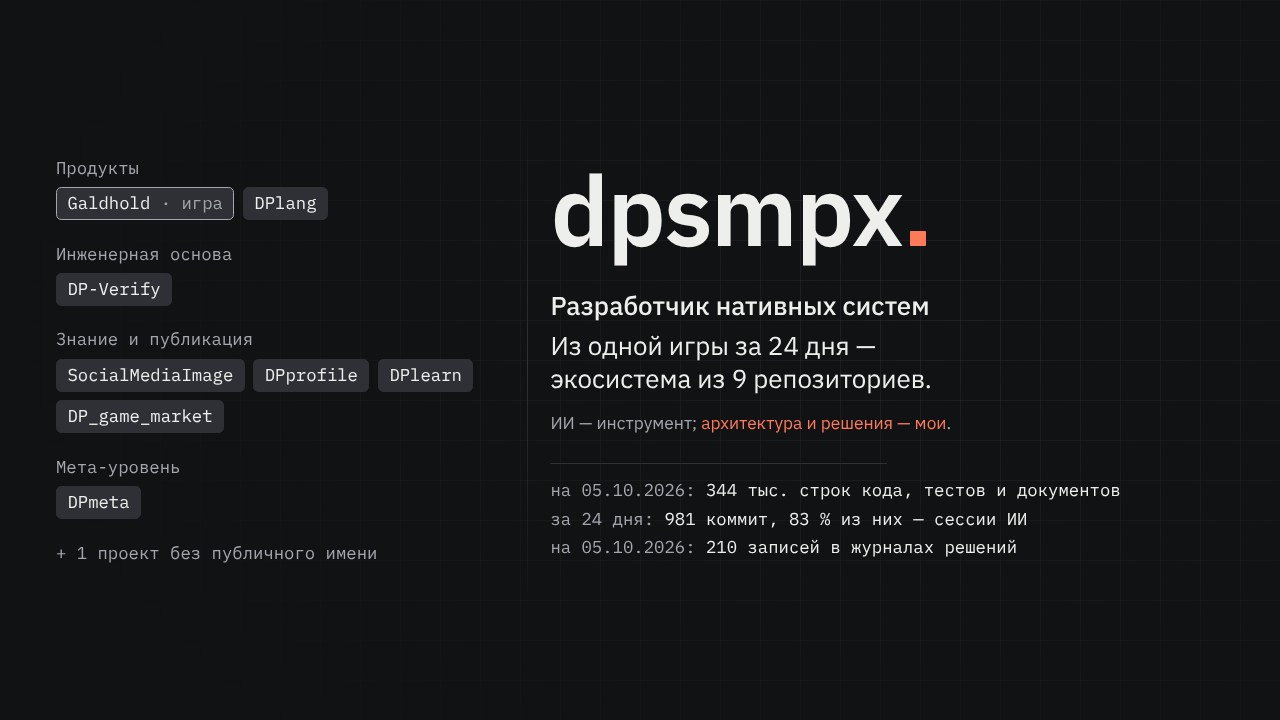 Продукты
Galdhold · игра DPlang
Инженерная основа
DP-Verify
Знание и публикация
SocialMediaImage DPprofile DPlearn
DP_game_market
Мета-уровень
DPmeta
+ 1 проект без публичного имени
dpsmpx.
Разработчик нативных систем
Из одной игры за 24 дня —
экосистема из 9 репозиториев.
ИИ — инструмент; архитектура и решения — мои.
на 05.10.2026: 344 тыс. строк кода, тестов и документов
за 24 дня: 981 коммит, 83 % из них — сессии ИИ
на 05.10.2026: 210 записей в журналах решений